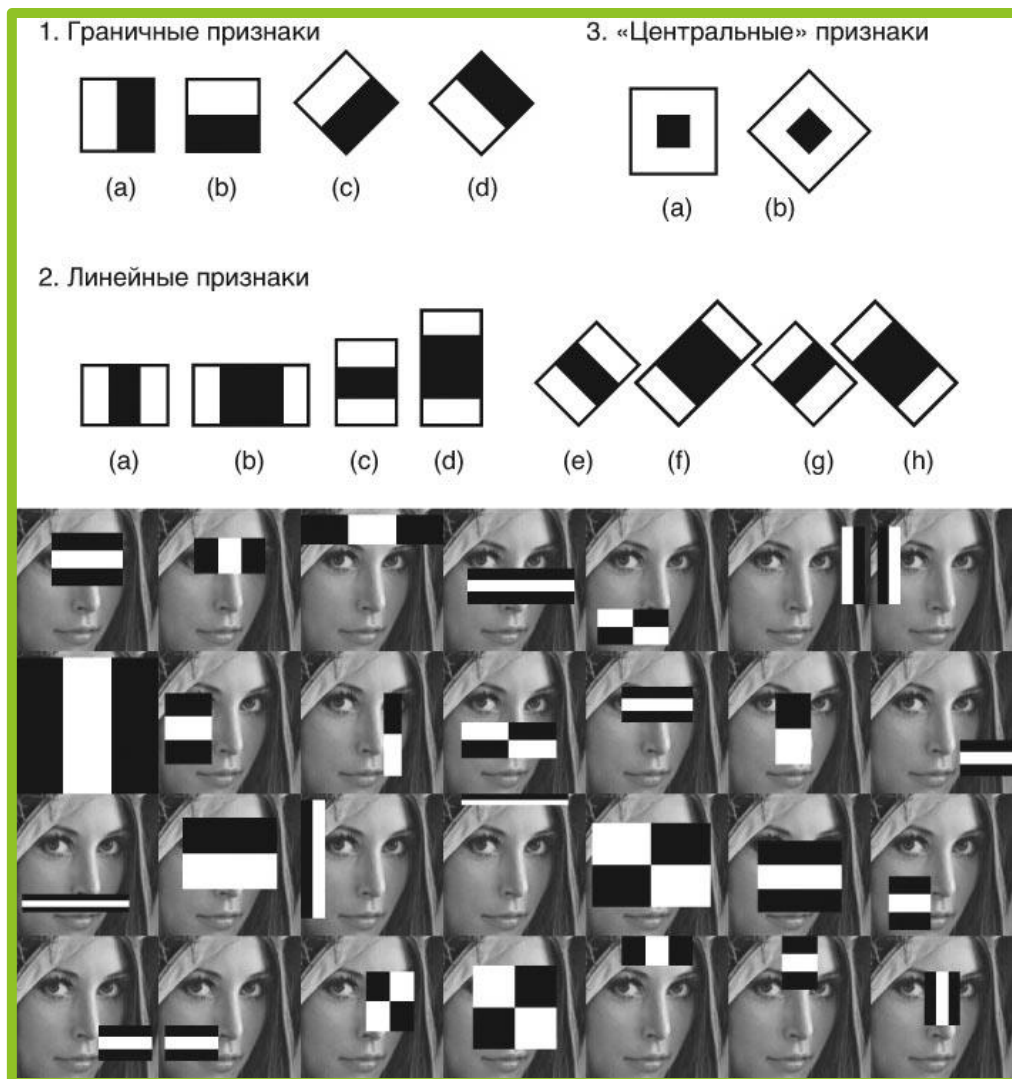 1. Граничные признаки
(a) (b) (c) (d)
3. «Центральные» признаки
(a) (b)
2. Линейные признаки
(a) (b) (c) (d) (e) (f) (g) (h)